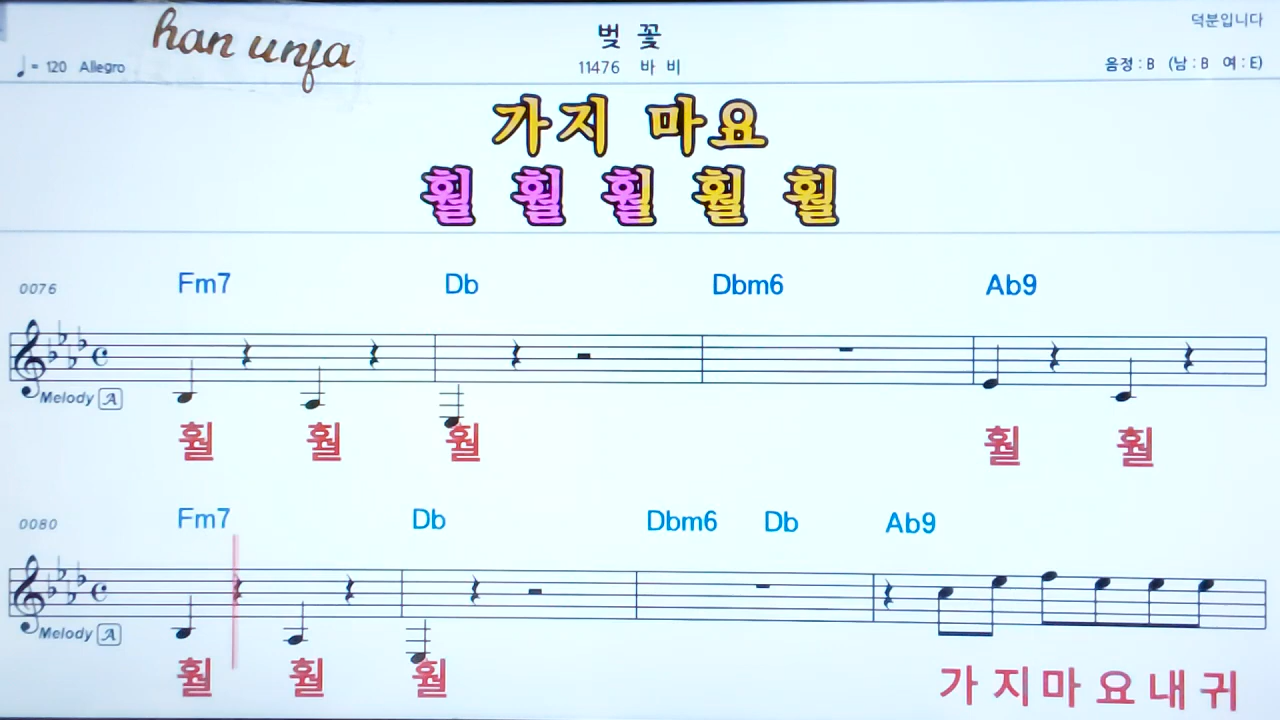 덕분입니다
han unfa
벚 꽃
♩= 120 Allegro
11476 바 비
음정 : B (남 : B 여 : E)
가지 마요
훨 훨 훨 훨 훨
0076 Fm7 Db Dbm6 Ab9
Melody A
훨 훨 훨 훨 훨
0080 Fm7 Db Dbm6 Db Ab9
Melody A
훨 훨 훨 가 지 마 요 내 귀